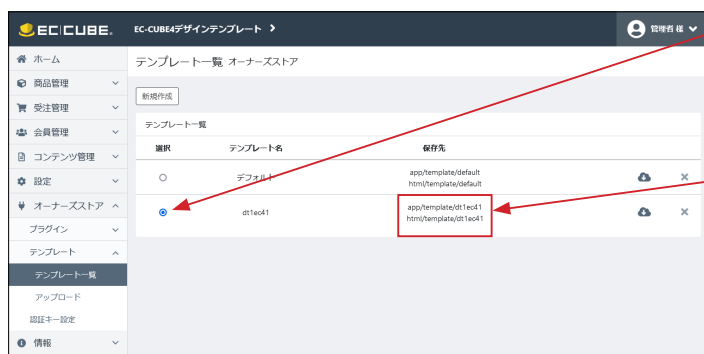 EC CUBE.
EC-CUBE4デザインテンプレート
管理者 様
ホーム
商品管理
受注管理
会員管理
コンテンツ管理
設定
オーナーズストア
プラグイン
テンプレート
テンプレート一覧
アップロード
認証キー設定
情報
テンプレート一覧 オーナーズストア
新規作成
テンプレート一覧
選択 テンプレート名 保存先
デフォルト
app/template/default
html/template/default
dt1ec41
app/template/dt1ec41
html/template/dt1ec41